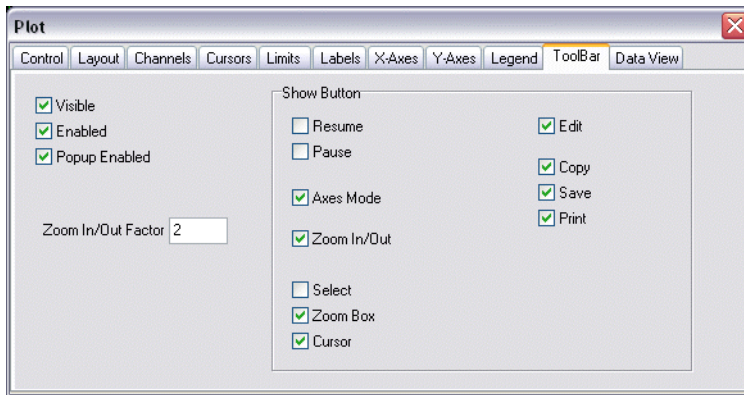 Plot
Control Layout Channels Cursors Limits Labels X-Axes Y-Axes Legend ToolBar Data View
Visible
Enabled
Popup Enabled
Zoom In/Out Factor 2
Show Button
Resume
Pause
Axes Mode
Zoom In/Out
Select
Zoom Box
Cursor
Edit
Copy
Save
Print